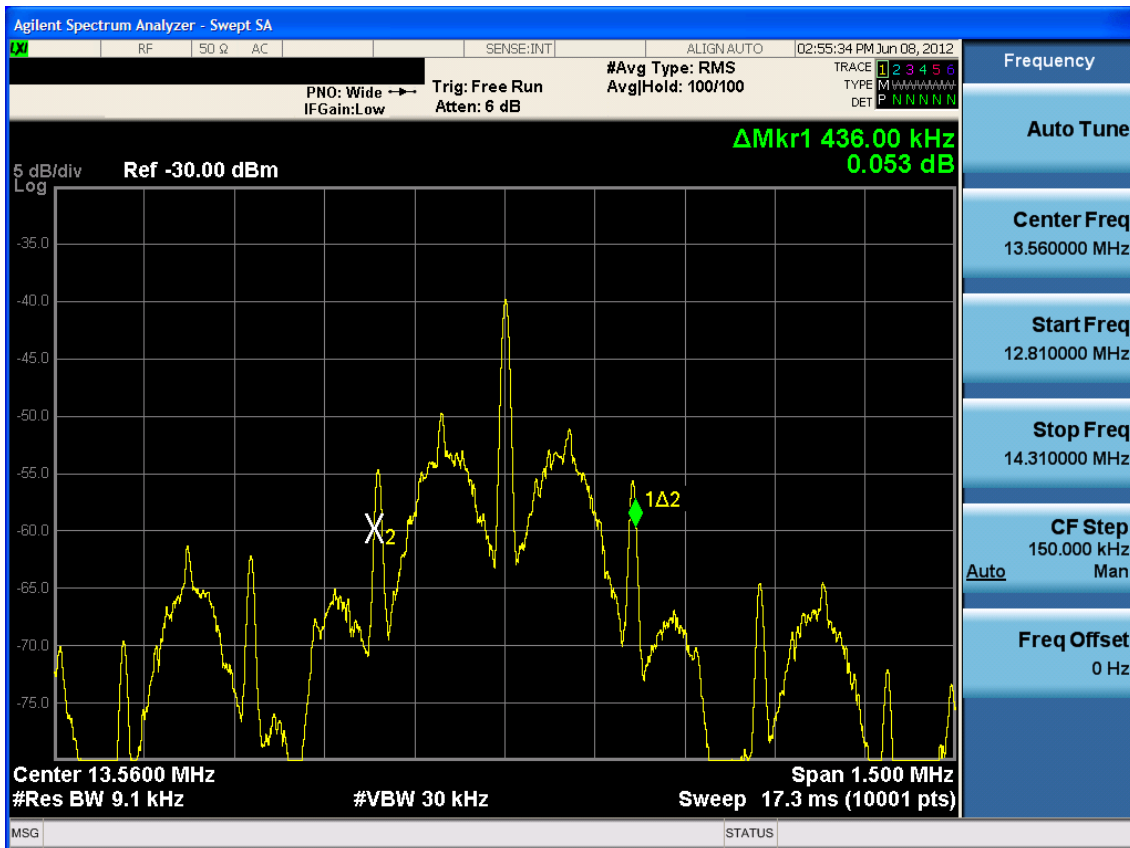 Agilent Spectrum Analyzer - Swept SA
LXI RF 50 Ω AC SENSE:INT ALIGN AUTO 02:55:34 PM Jun 08, 2012
Frequency
PNO: Wide
IFGain:Low
Trig: Free Run
Atten: 6 dB
#Avg Type: RMS
Avg|Hold: 100/100
TRACE 1 2 3 4 5 6
TYPE M WWWWW
DET P N N N N N
Auto Tune
ΔMkr1 436.00 kHz
0.053 dB
5 dB/div Ref -30.00 dBm
Log
Center Freq
13.560000 MHz
-35.0
-40.0
-45.0
-50.0
-55.0
-60.0
-65.0
-70.0
-75.0
1Δ2
2
Start Freq
12.810000 MHz
Stop Freq
14.310000 MHz
CF Step
150.000 kHz
Auto Man
Freq Offset
0 Hz
Center 13.5600 MHz Span 1.500 MHz
#Res BW 9.1 kHz #VBW 30 kHz Sweep 17.3 ms (10001 pts)
MSG STATUS